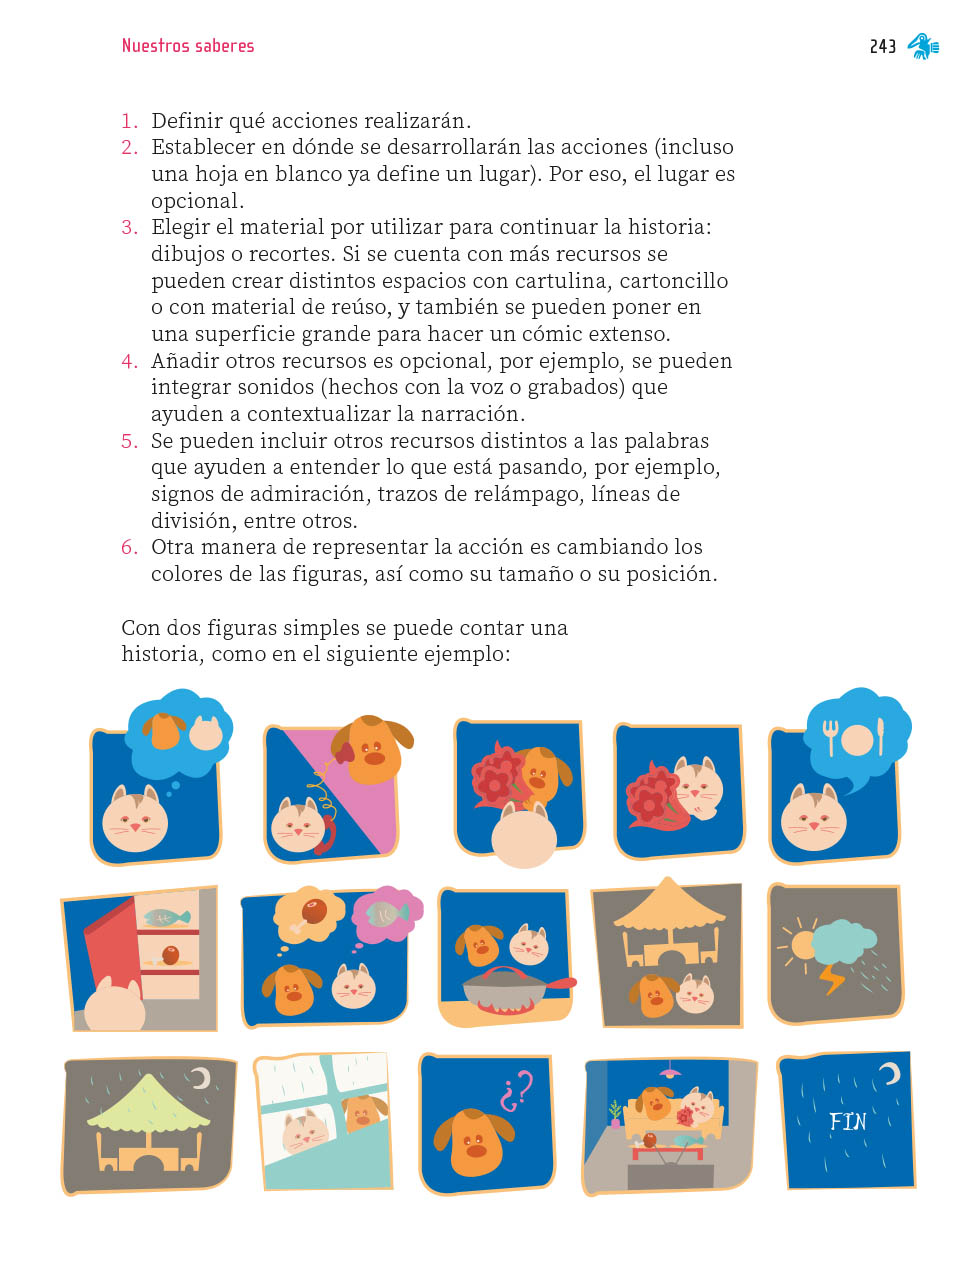 Nuestros saberes
243
1. Definir qué acciones realizarán.
2. Establecer en dónde se desarrollarán las acciones (incluso
una hoja en blanco ya define un lugar). Por eso, el lugar es
opcional.
3. Elegir el material por utilizar para continuar la historia:
dibujos o recortes. Si se cuenta con más recursos se
pueden crear distintos espacios con cartulina, cartoncillo
o con material de reúso, y también se pueden poner en
una superficie grande para hacer un cómic extenso.
4. Añadir otros recursos es opcional, por ejemplo, se pueden
integrar sonidos (hechos con la voz o grabados) que
ayuden a contextualizar la narración.
5. Se pueden incluir otros recursos distintos a las palabras
que ayuden a entender lo que está pasando, por ejemplo,
signos de admiración, trazos de relámpago, líneas de
división, entre otros.
6. Otra manera de representar la acción es cambiando los
colores de las figuras, así como su tamaño o su posición.
Con dos figuras simples se puede contar una
historia, como en el siguiente ejemplo:
¿?
FIN